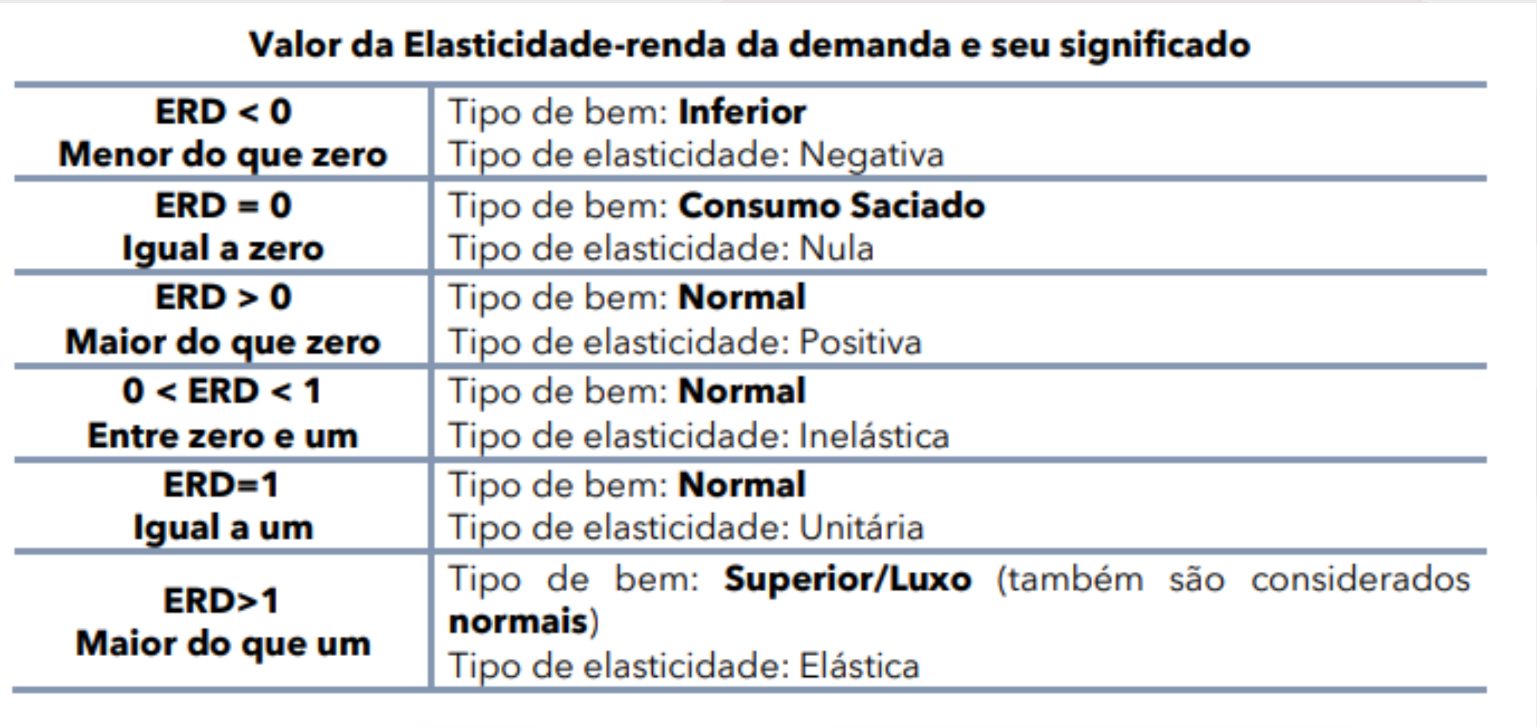 Valor da Elasticidade-renda da demanda e seu significado
ERD < 0
Menor do que zero
Tipo de bem: Inferior
Tipo de elasticidade: Negativa
ERD = 0
Igual a zero
Tipo de bem: Consumo Saciado
Tipo de elasticidade: Nula
ERD > 0
Maior do que zero
Tipo de bem: Normal
Tipo de elasticidade: Positiva
0 < ERD < 1
Entre zero e um
Tipo de bem: Normal
Tipo de elasticidade: Inelástica
ERD=1
Igual a um
Tipo de bem: Normal
Tipo de elasticidade: Unitária
ERD>1
Maior do que um
Tipo de bem: Superior/Luxo (também são considerados
normais)
Tipo de elasticidade: Elástica